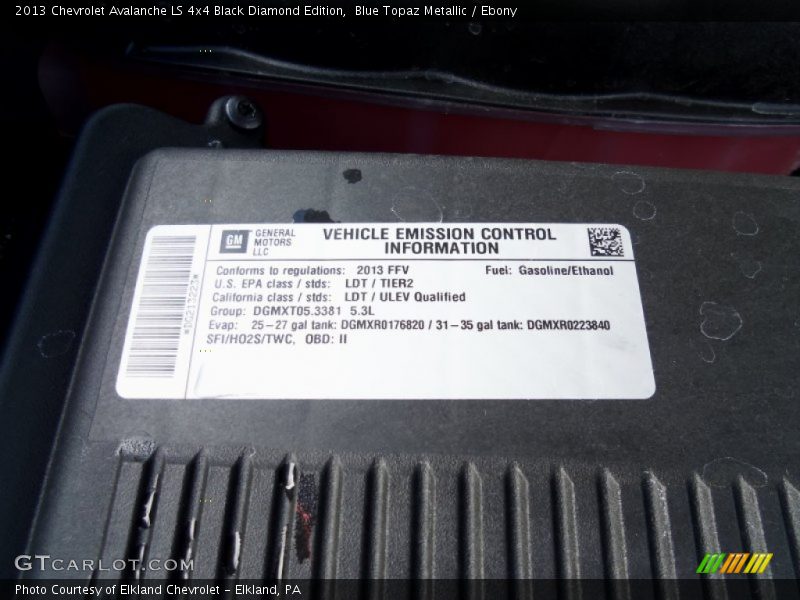 2013 Chevrolet Avalanche LS 4x4 Black Diamond Edition,  Blue Topaz Metallic / Ebony
GM
GENERAL
MOTORS
LLC
VEHICLE EMISSION CONTROL
INFORMATION
Conforms to regulations: 2013 FFV Fuel: Gasoline/Ethanol
U.S. EPA class / stds: LDT / TIER2
California class / stds: LDT / ULEV Qualified
Group: DGMXT05.3381 5.3L
Evap: 25-27 gal tank: DGMXR0176820 / 31-35 gal tank: DGMXR0223840
SFI/HO2S/TWC, OBD: II
*DG213223*
GTCARLOT.COM
Photo Courtesy of Elkland Chevrolet - Elkland, PA